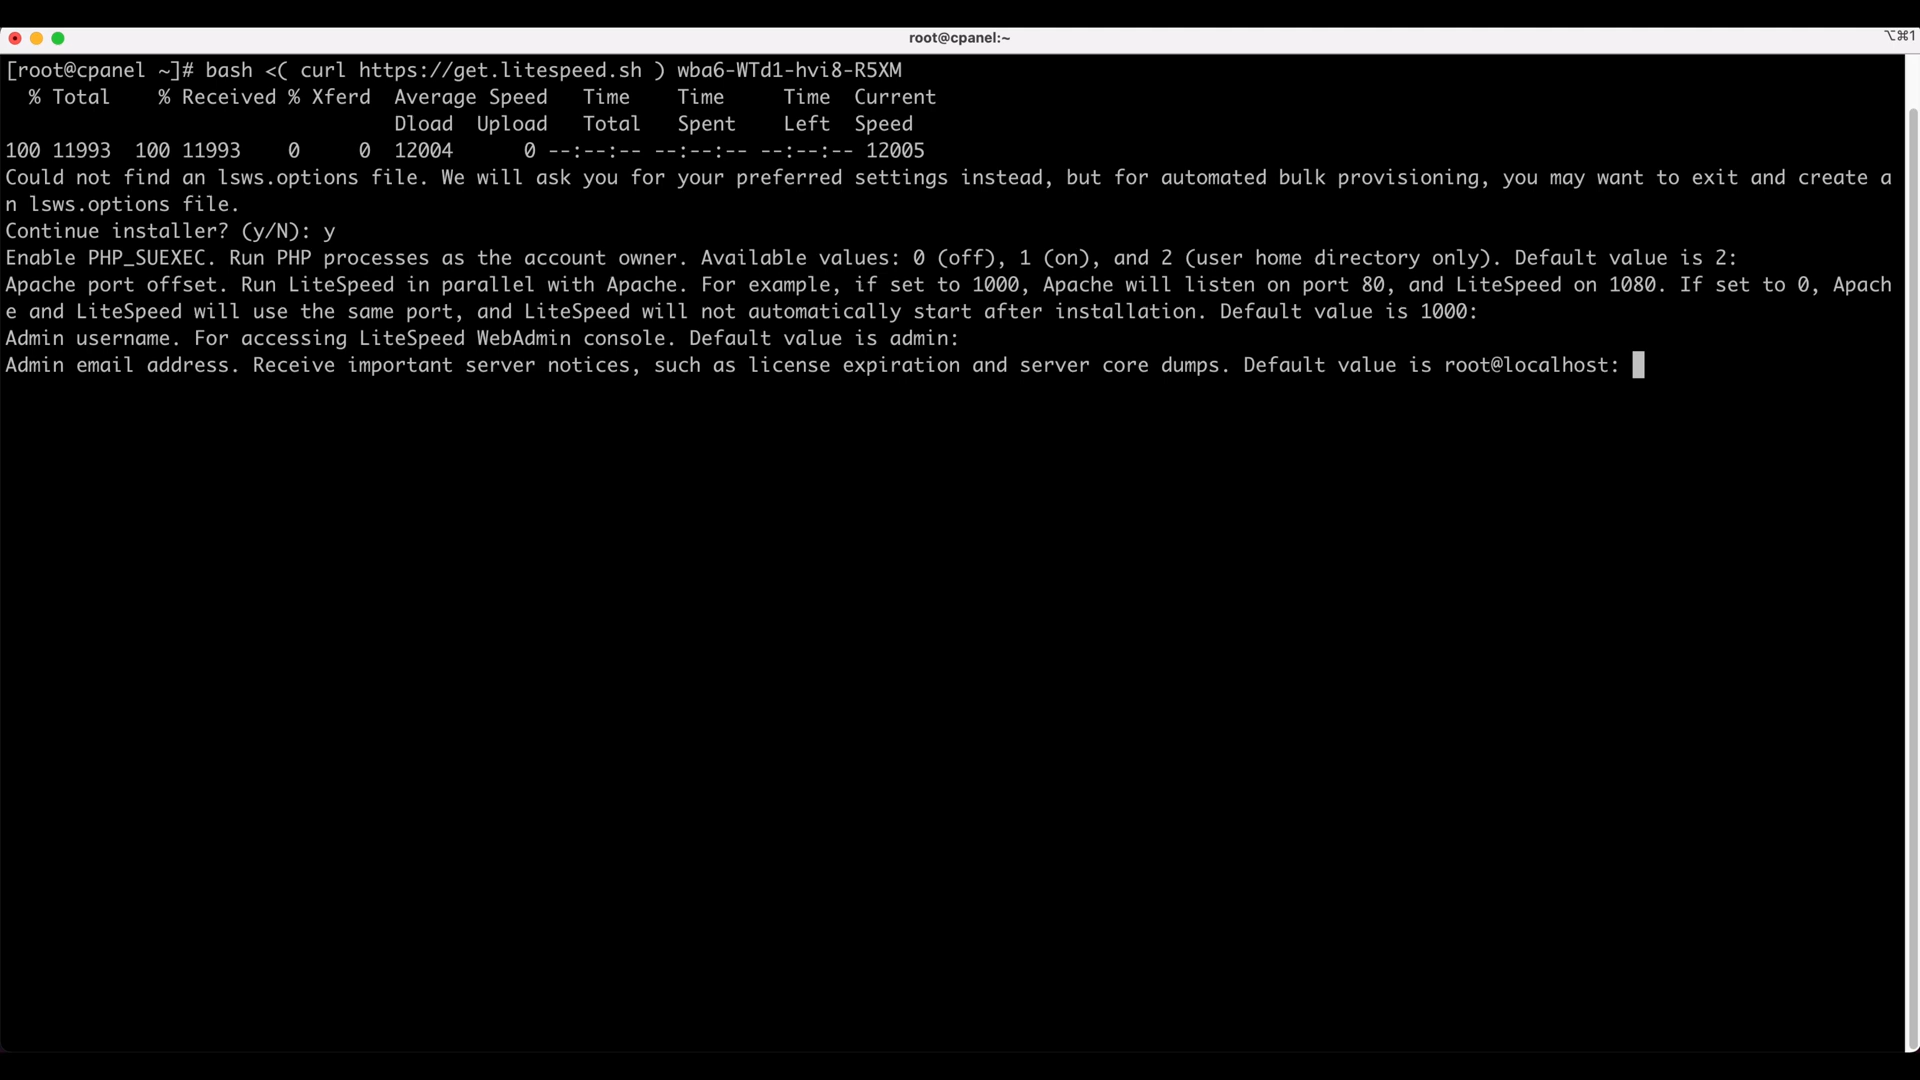 root@cpanel:~
⌥⌘1
[root@cpanel ~]# bash <( curl https://get.litespeed.sh ) wba6-WTd1-hvi8-R5XM
% Total % Received % Xferd Average Speed Time Time Time Current
Dload Upload Total Spent Left Speed
100 11993 100 11993 0 0 12004 0 --:--:-- --:--:-- --:--:-- 12005
Could not find an lsws.options file. We will ask you for your preferred settings instead, but for automated bulk provisioning, you may want to exit and create a
n lsws.options file.
Continue installer? (y/N): y
Enable PHP_SUEXEC. Run PHP processes as the account owner. Available values: 0 (off), 1 (on), and 2 (user home directory only). Default value is 2:
Apache port offset. Run LiteSpeed in parallel with Apache. For example, if set to 1000, Apache will listen on port 80, and LiteSpeed on 1080. If set to 0, Apach
e and LiteSpeed will use the same port, and LiteSpeed will not automatically start after installation. Default value is 1000:
Admin username. For accessing LiteSpeed WebAdmin console. Default value is admin:
Admin email address. Receive important server notices, such as license expiration and server core dumps. Default value is root@localhost: